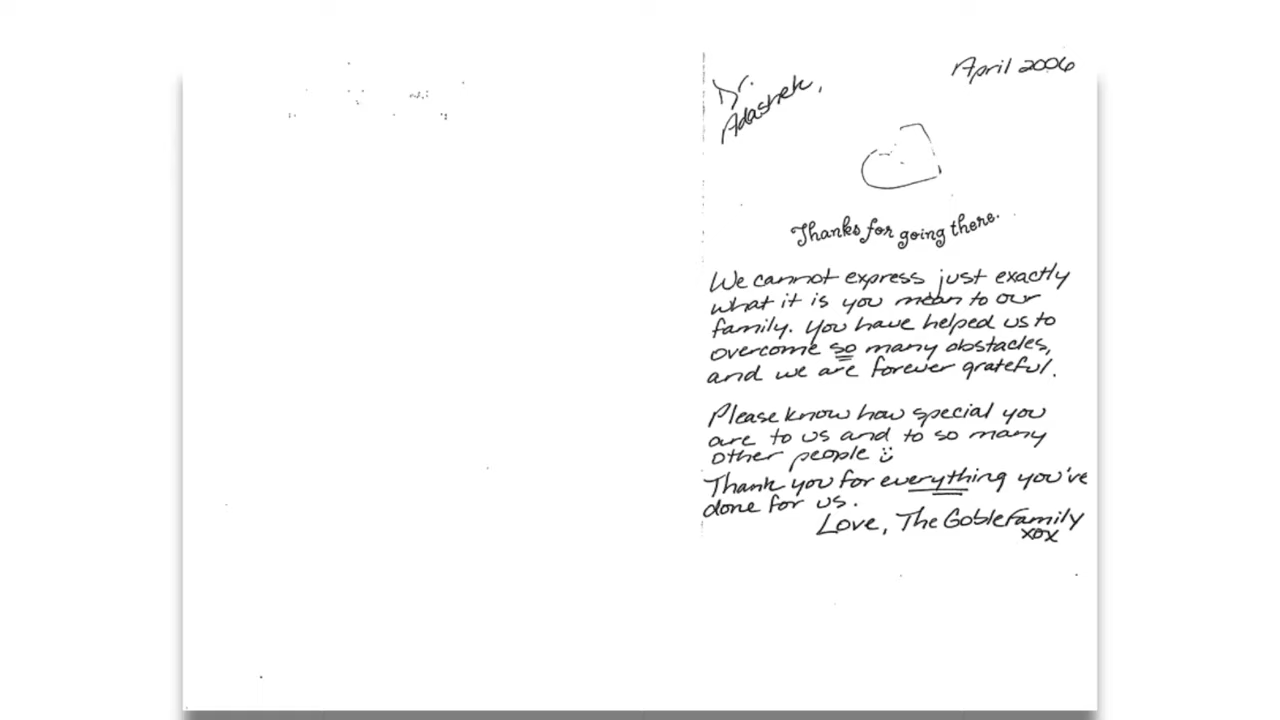 April 2006
Dr.
Adashek,
Thanks for going there.
We cannot express just exactly
what it is you mean to our
family. You have helped us to
overcome so many obstacles,
and we are forever grateful.
Please know how special you
are to us and to so many
other people
Thank you for everything you've
done for us.
Love, The Goble Family
xox